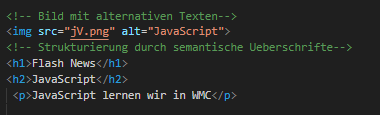 <!-- Bild mit alternativen Texten-->
<img src="jV.png" alt="JavaScript">
<!-- Strukturierung durch semantische Ueberschrifte-->
<h1>Flash News</h1>
<h2>JavaScript</h2>
<p>JavaScript lernen wir in WMC</p>